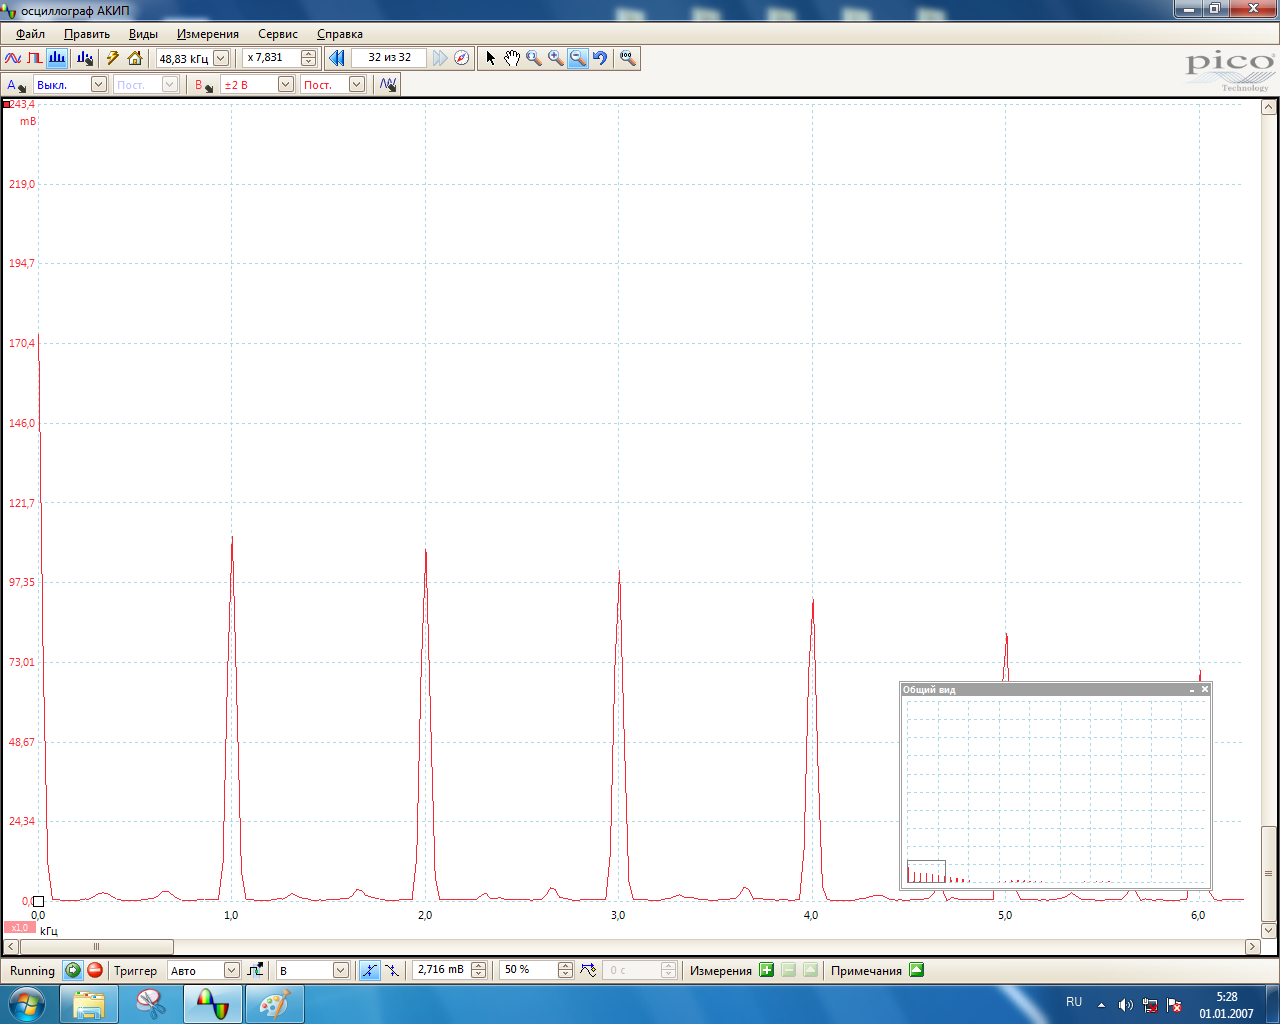 осциллограф АКИП
Файл Править Виды Измерения Сервис Справка
48,83 кГц x 7,831 32 из 32
pico
Technology
A Выкл. Пост. B ±2 В Пост.
243,4
mВ
219,0
194,7
170,4
146,0
121,7
97,35
73,01
48,67
24,34
0,0
Общий вид
0,0 1,0 2,0 3,0 4,0 5,0 6,0
x1,0 кГц
Running Триггер Авто B 2,716 mВ 50 % 0 с Измерения Примечания
RU 5:28
01.01.2007